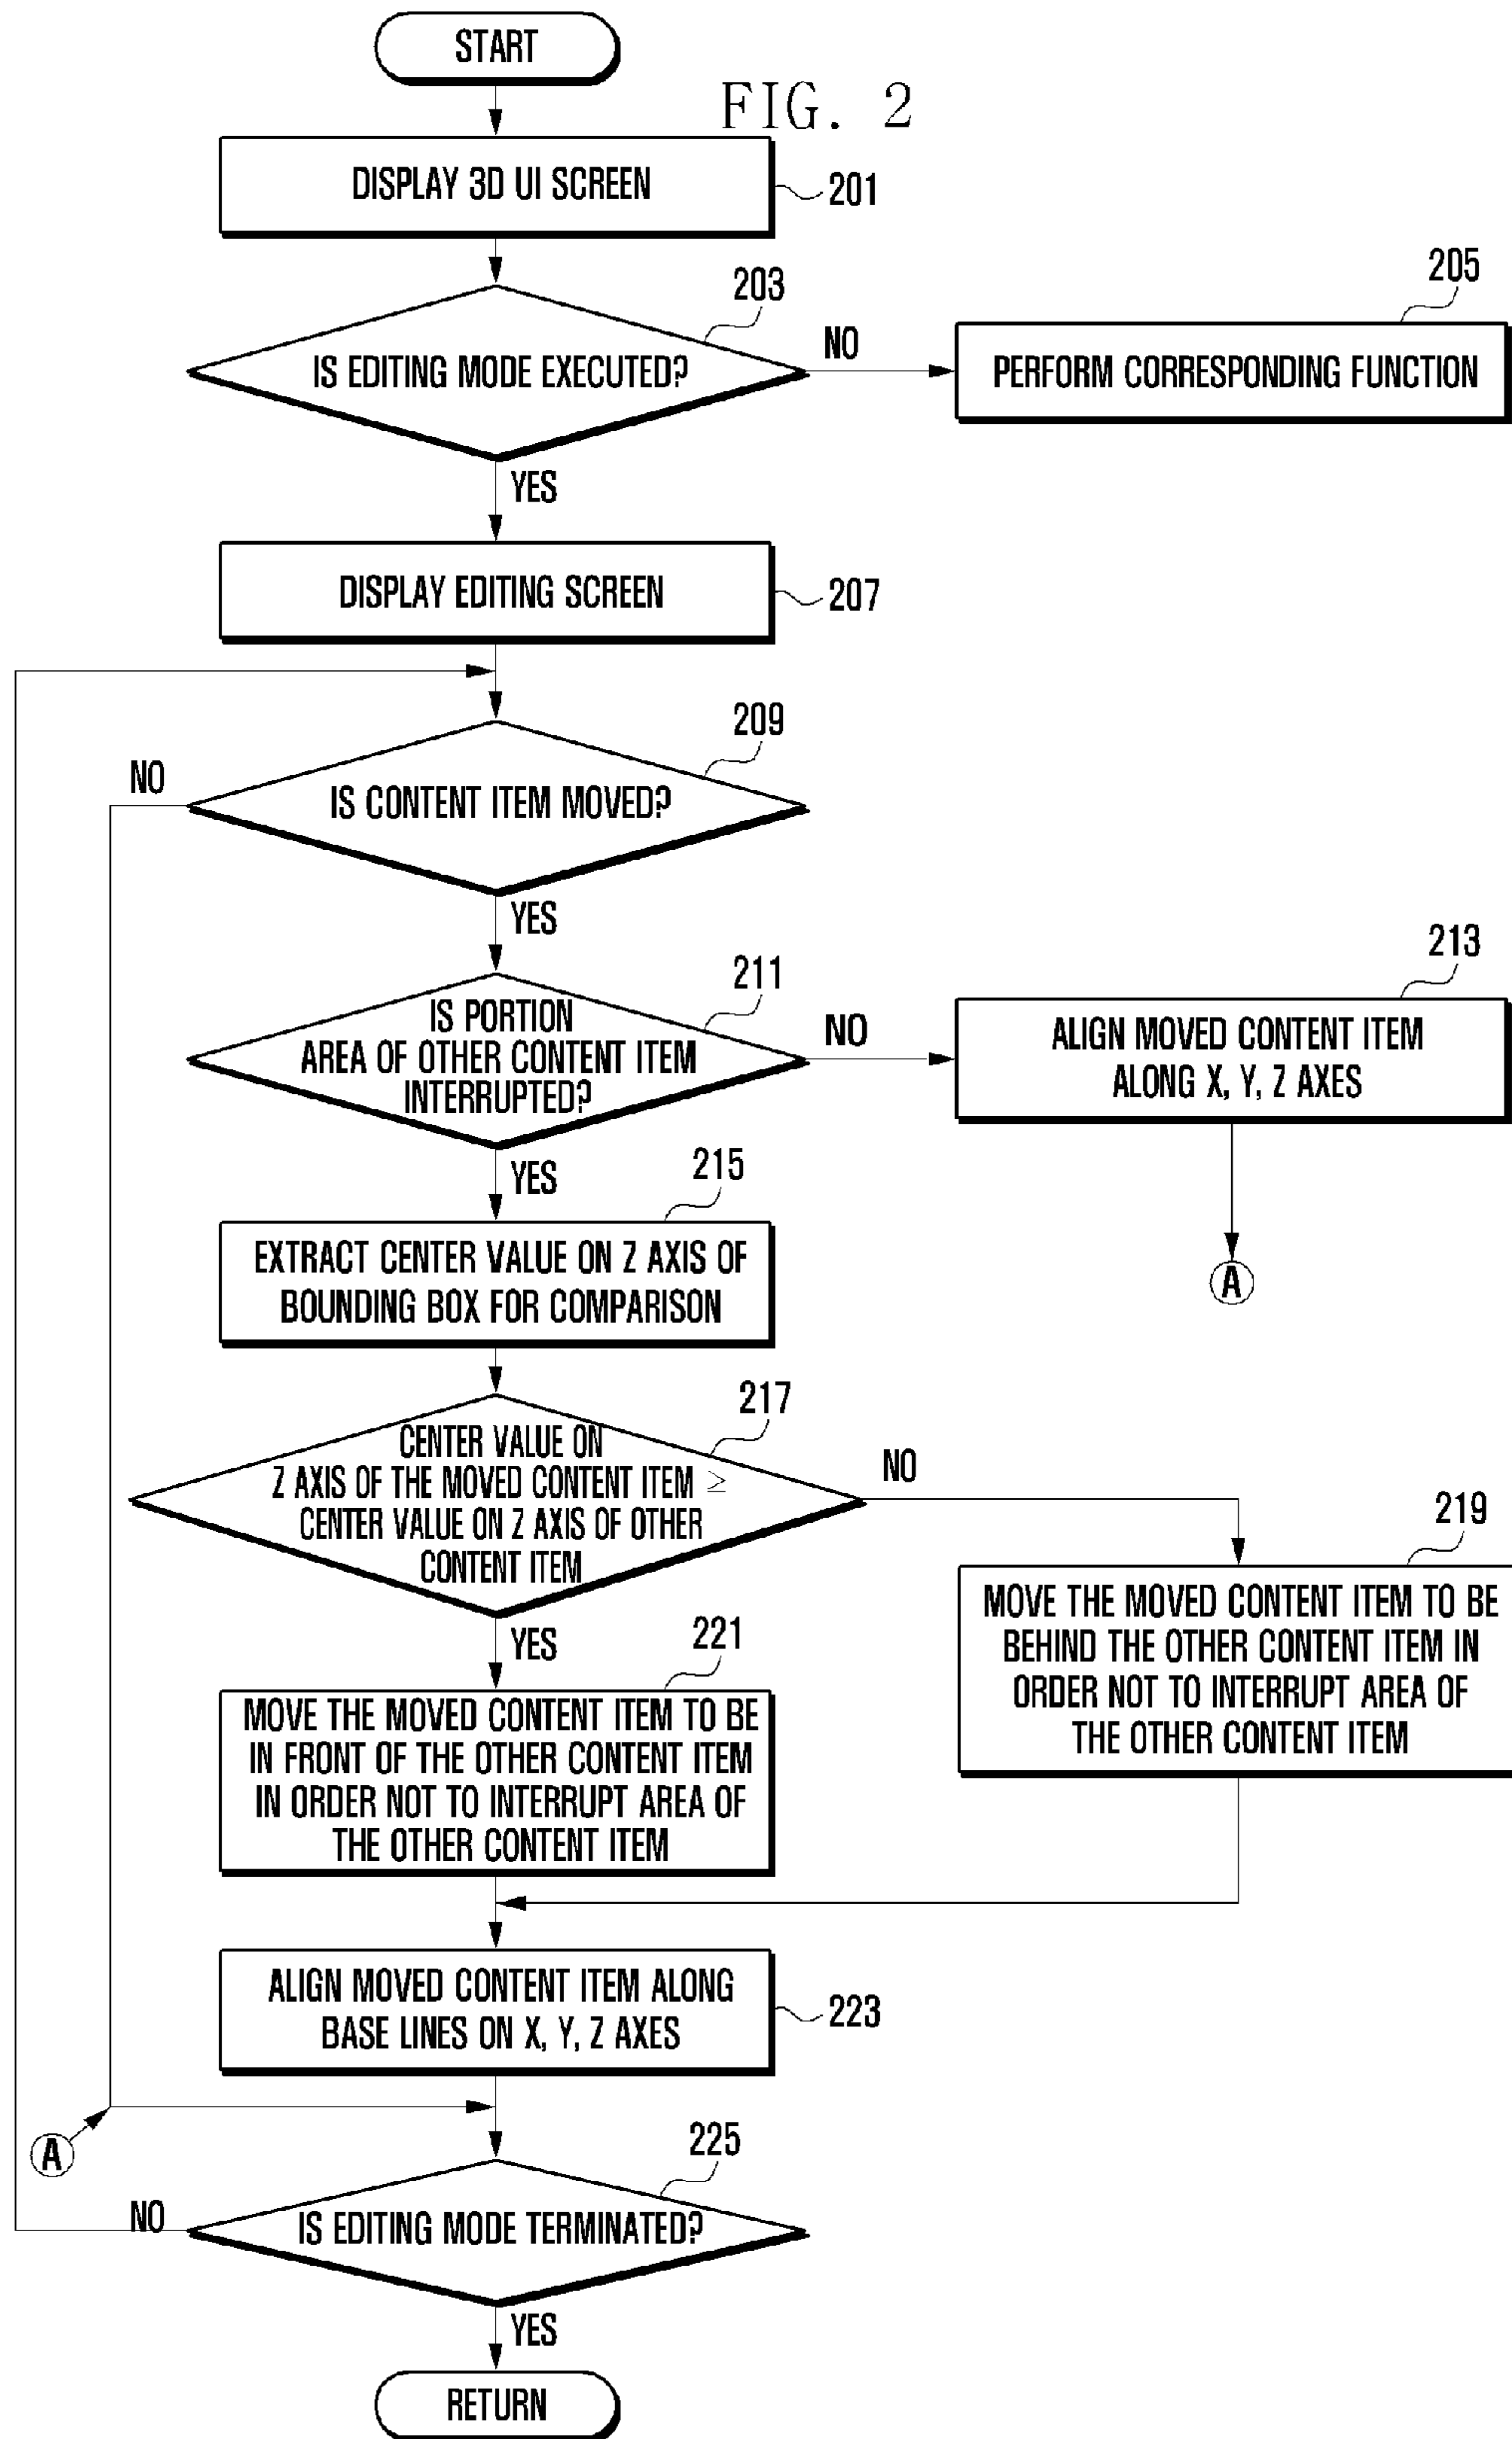 START
FIG. 2
DISPLAY 3D UI SCREEN
201
203
IS EDITING MODE EXECUTED?
NO
205
PERFORM CORRESPONDING FUNCTION
YES
DISPLAY EDITING SCREEN
207
209
NO
IS CONTENT ITEM MOVED?
YES
211
IS PORTION
AREA OF OTHER CONTENT ITEM
INTERRUPTED?
NO
213
ALIGN MOVED CONTENT ITEM
ALONG X, Y, Z AXES
A
YES
215
EXTRACT CENTER VALUE ON Z AXIS OF
BOUNDING BOX FOR COMPARISON
217
CENTER VALUE ON
Z AXIS OF THE MOVED CONTENT ITEM ≥
CENTER VALUE ON Z AXIS OF OTHER
CONTENT ITEM
NO
219
MOVE THE MOVED CONTENT ITEM TO BE
BEHIND THE OTHER CONTENT ITEM IN
ORDER NOT TO INTERRUPT AREA OF
THE OTHER CONTENT ITEM
YES
221
MOVE THE MOVED CONTENT ITEM TO BE
IN FRONT OF THE OTHER CONTENT ITEM
IN ORDER NOT TO INTERRUPT AREA OF
THE OTHER CONTENT ITEM
ALIGN MOVED CONTENT ITEM ALONG
BASE LINES ON X, Y, Z AXES
223
A
225
NO
IS EDITING MODE TERMINATED?
YES
RETURN